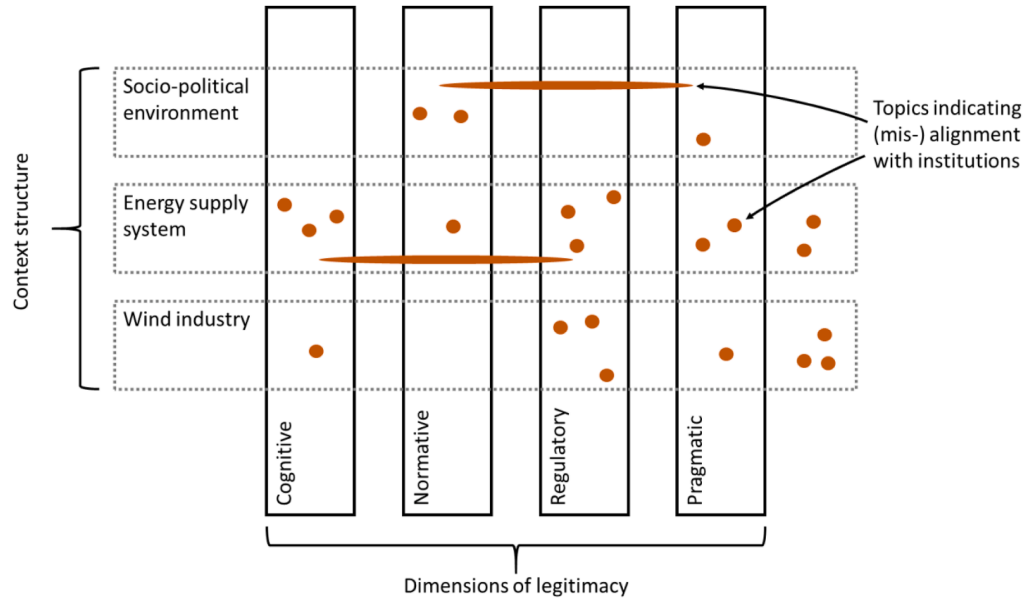 Socio-political
environment
Topics indicating
(mis-) alignment
with institutions
Energy supply
system
Context structure
Wind industry
Cognitive
Normative
Regulatory
Pragmatic
Dimensions of legitimacy